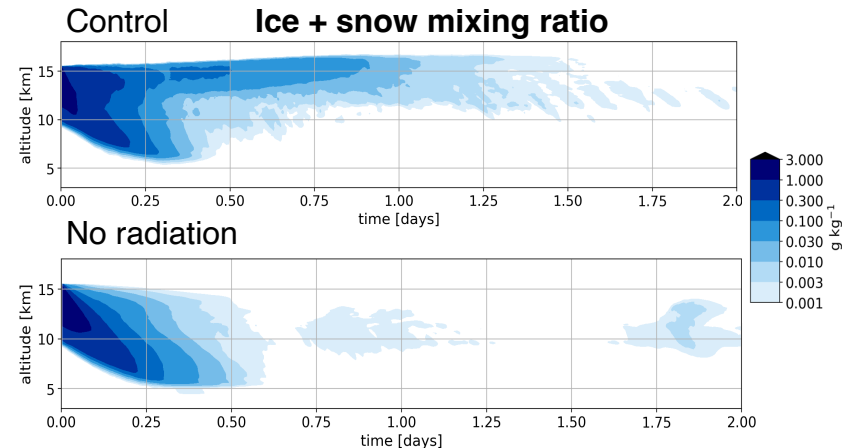 Control Ice + snow mixing ratio
altitude [km]
15
10
5
0.00 0.25 0.50 0.75 1.00 1.25 1.50 1.75 2.0
time [days]
No radiation
altitude [km]
15
10
5
0.00 0.25 0.50 0.75 1.00 1.25 1.50 1.75 2.00
time [days]
3.000
1.000
0.300
0.100
0.030
0.010
0.003
0.001
g kg⁻¹